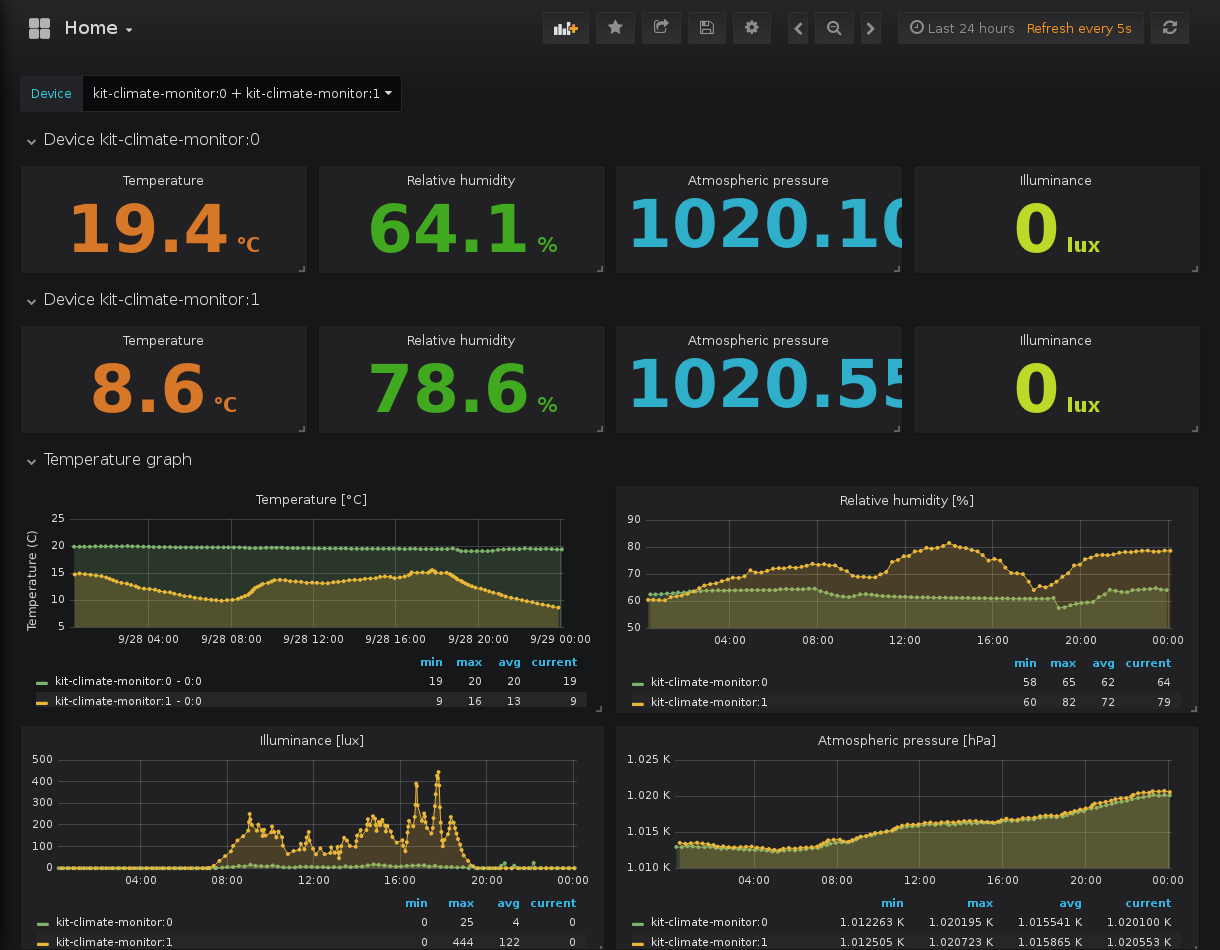 Home
Last 24 hours Refresh every 5s
Device kit-climate-monitor:0 + kit-climate-monitor:1
Device kit-climate-monitor:0
Temperature Relative humidity Atmospheric pressure Illuminance
19.4 °C 64.1 % 1020.10 0 lux
Device kit-climate-monitor:1
Temperature Relative humidity Atmospheric pressure Illuminance
8.6 °C 78.6 % 1020.55 0 lux
Temperature graph
Temperature [°C]
Temperature (C)
25
20
15
10
5
9/28 04:00 9/28 08:00 9/28 12:00 9/28 16:00 9/28 20:00 9/29 00:00
min max avg current
kit-climate-monitor:0 - 0:0 19 20 20 19
kit-climate-monitor:1 - 0:0 9 16 13 9
Relative humidity [%]
90
80
70
60
50
04:00 08:00 12:00 16:00 20:00 00:00
min max avg current
kit-climate-monitor:0 58 65 62 64
kit-climate-monitor:1 60 82 72 79
Illuminance [lux]
500
400
300
200
100
0
04:00 08:00 12:00 16:00 20:00 00:00
min max avg current
kit-climate-monitor:0 0 25 4 0
kit-climate-monitor:1 0 444 122 0
Atmospheric pressure [hPa]
1.025 K
1.020 K
1.015 K
1.010 K
04:00 08:00 12:00 16:00 20:00 00:00
min max avg current
kit-climate-monitor:0 1.012263 K 1.020195 K 1.015541 K 1.020100 K
kit-climate-monitor:1 1.012505 K 1.020723 K 1.015865 K 1.020553 K